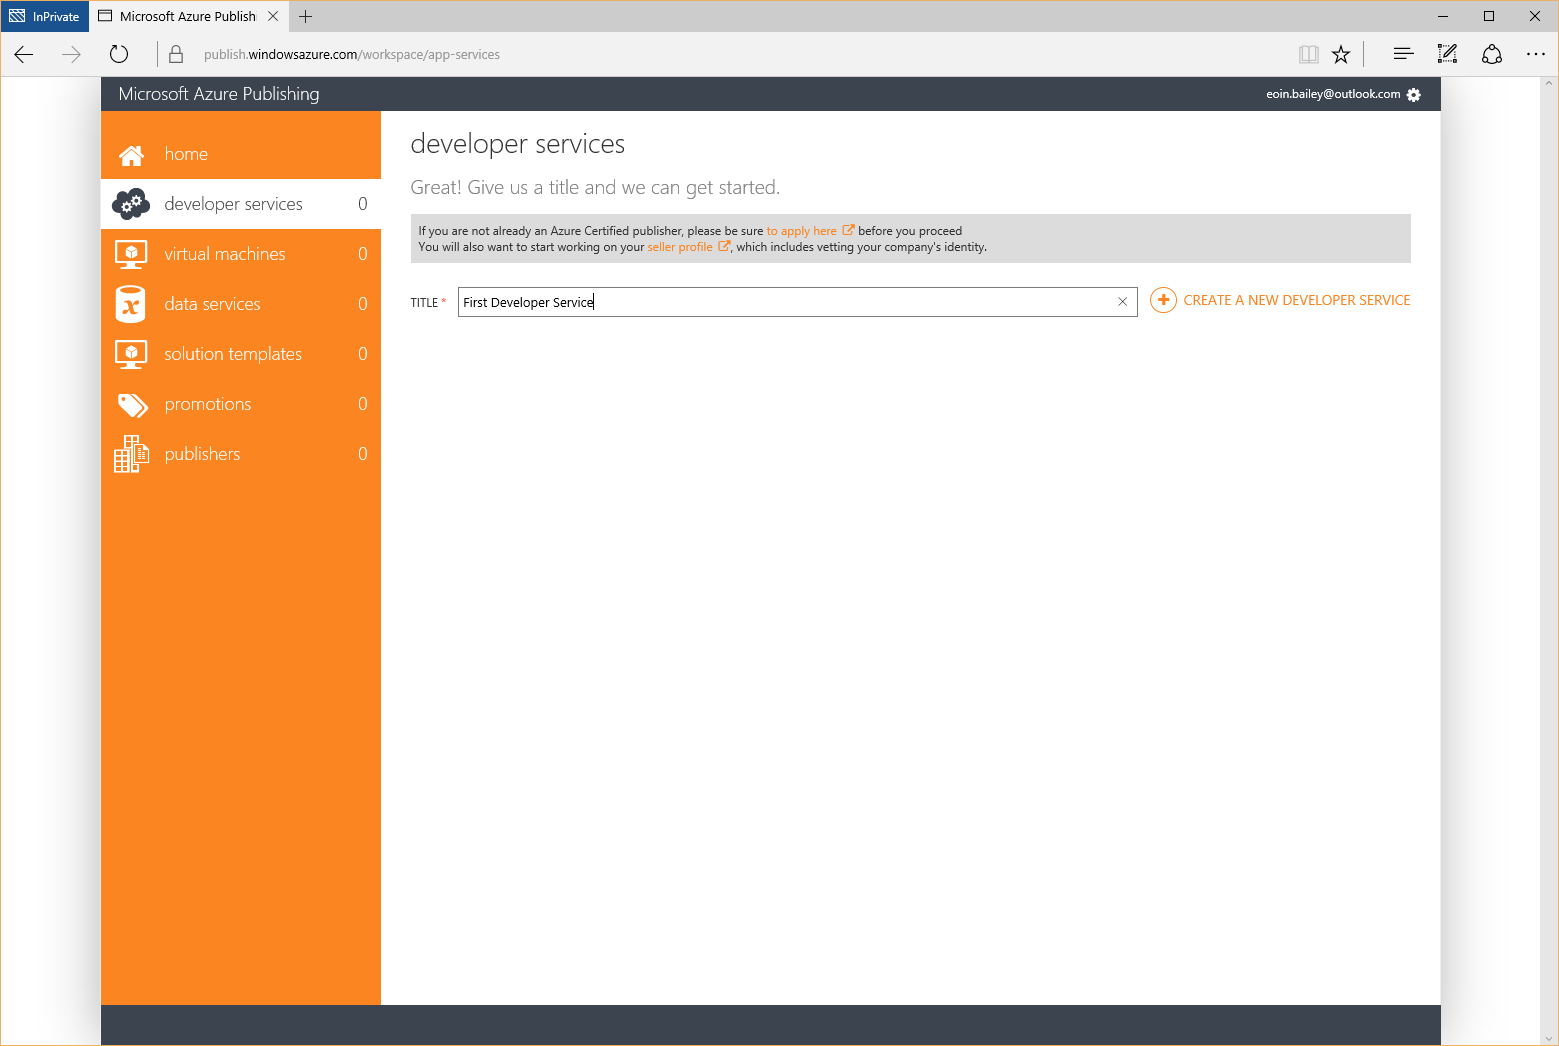 InPrivate
Microsoft Azure Publish
publish.windowsazure.com/workspace/app-services
Microsoft Azure Publishing
eoin.bailey@outlook.com
home
developer services 0
virtual machines 0
data services 0
solution templates 0
promotions 0
publishers 0
developer services
Great! Give us a title and we can get started.
If you are not already an Azure Certified publisher, please be sure to apply here before you proceed
You will also want to start working on your seller profile , which includes vetting your company's identity.
TITLE * First Developer Service
CREATE A NEW DEVELOPER SERVICE